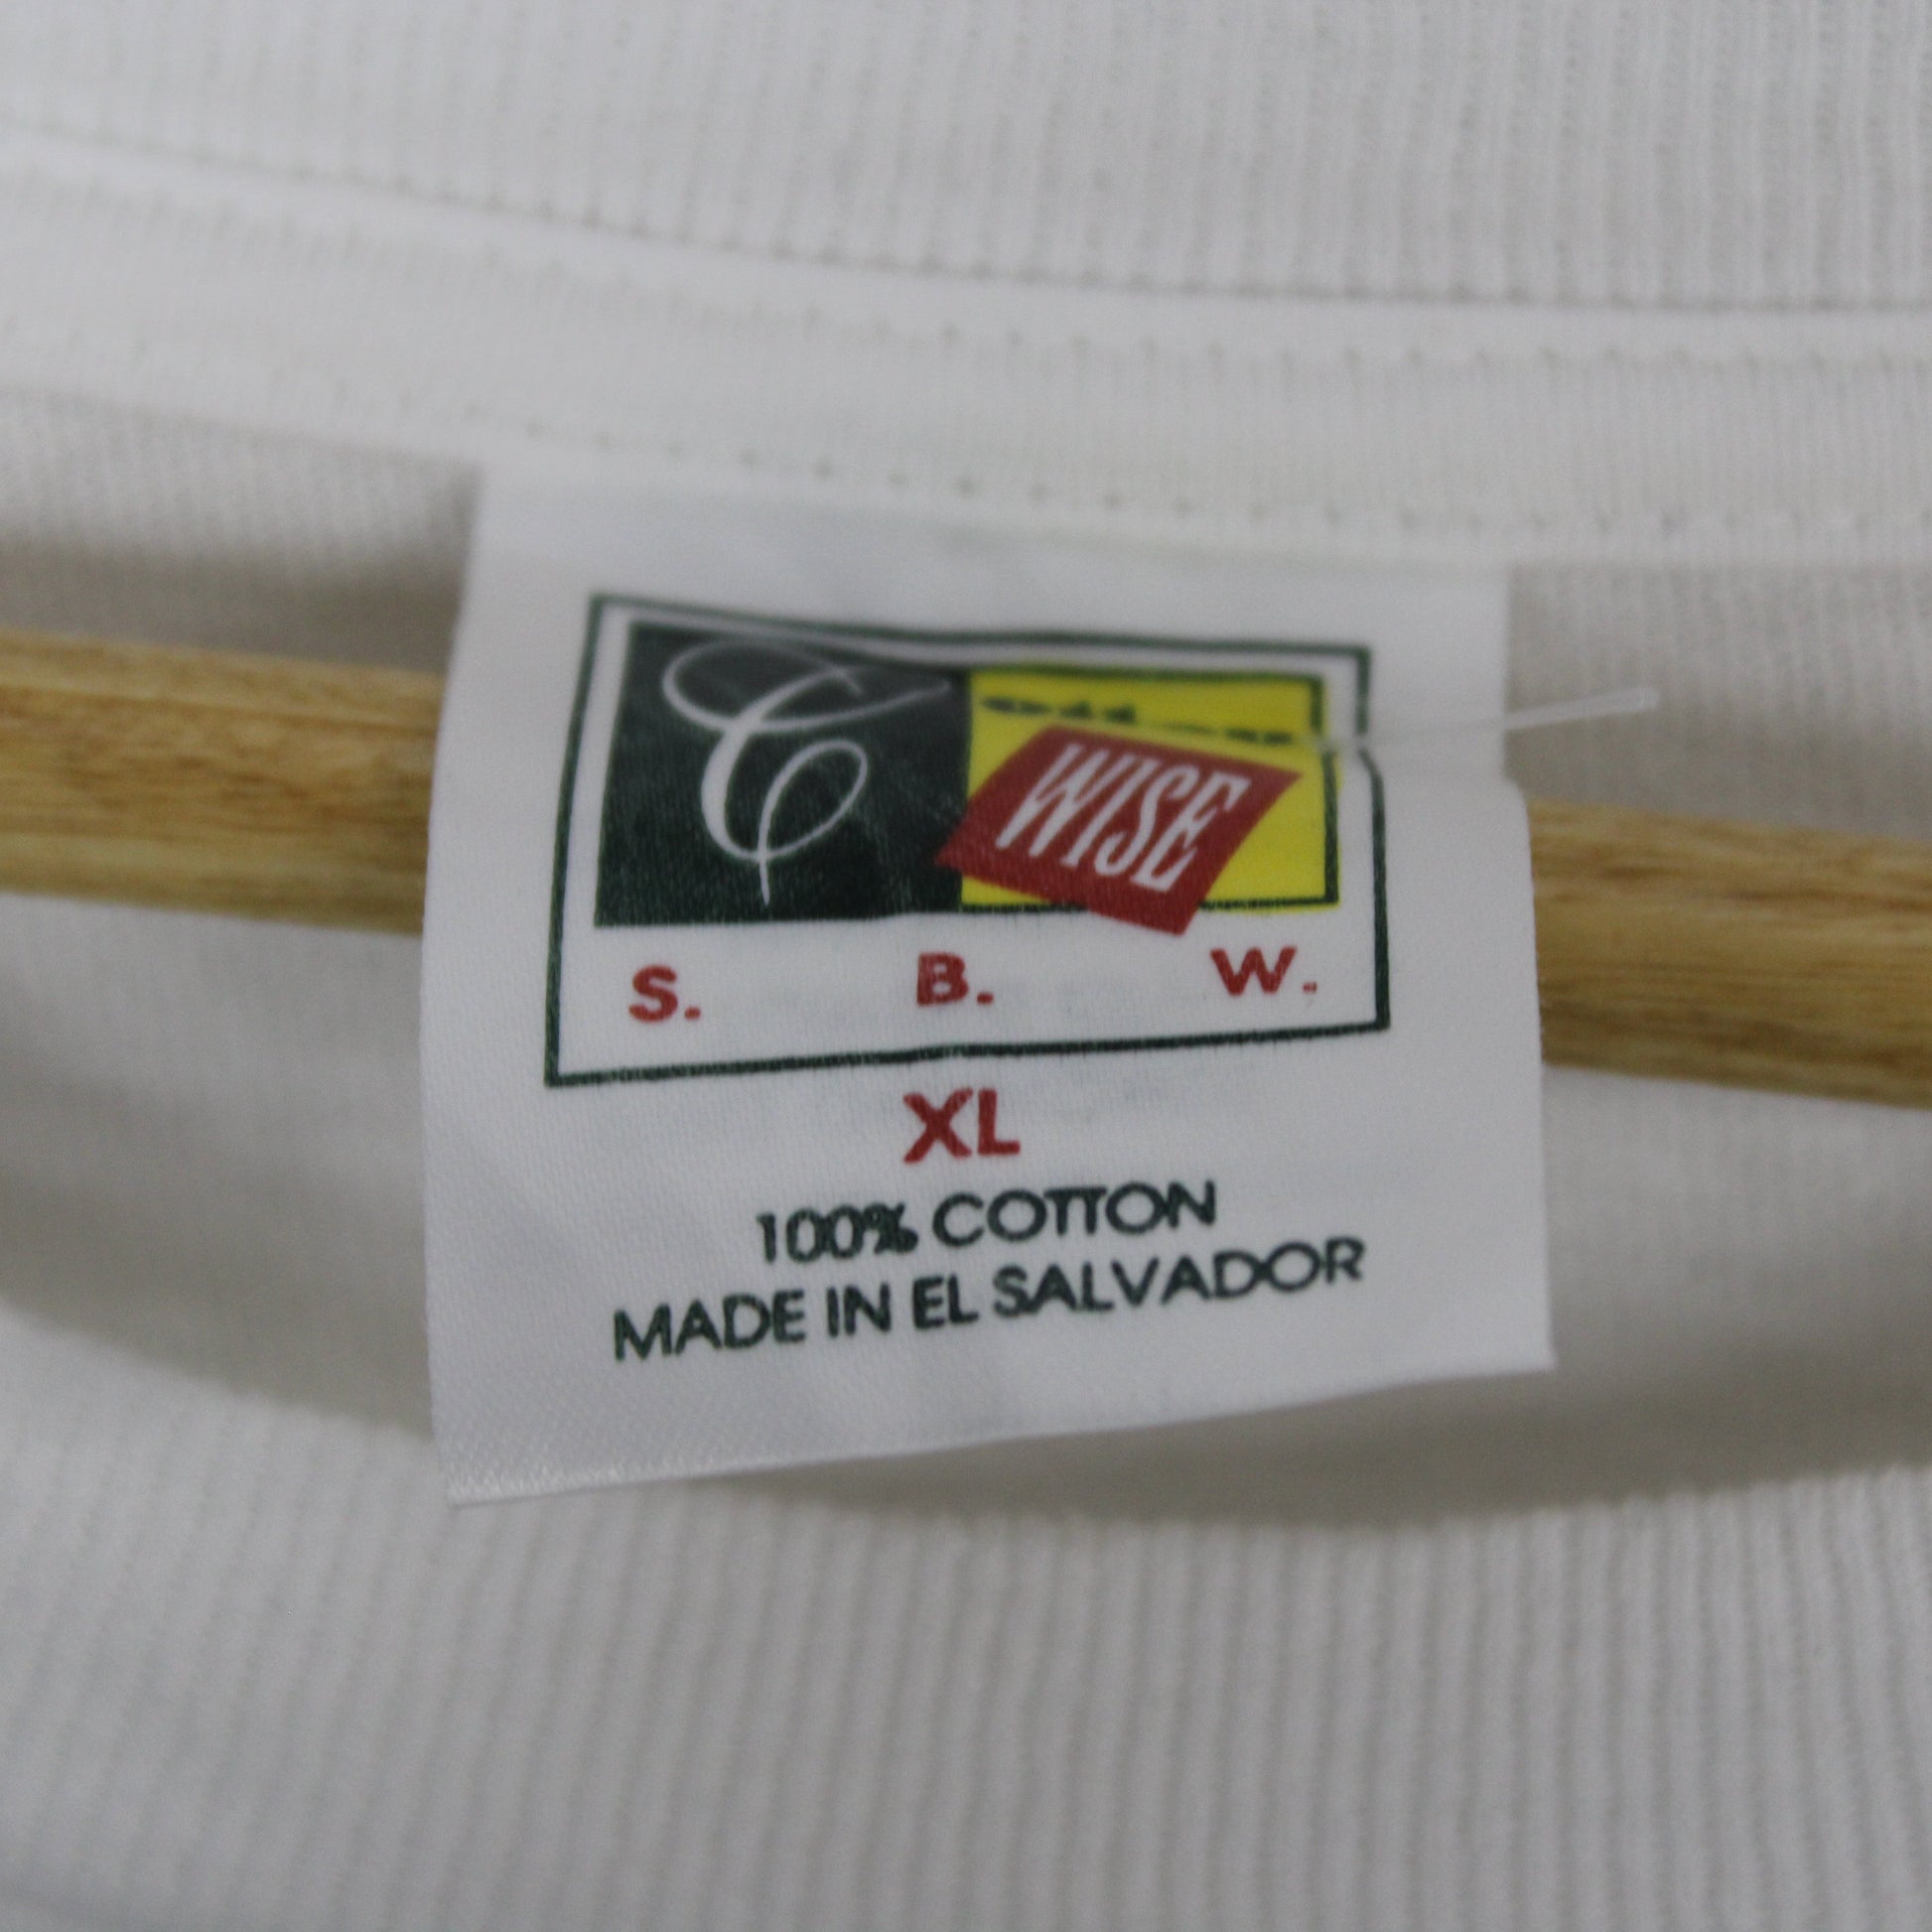 C
WISE
S. B. W.
XL
100% COTTON
MADE IN EL SALVADOR